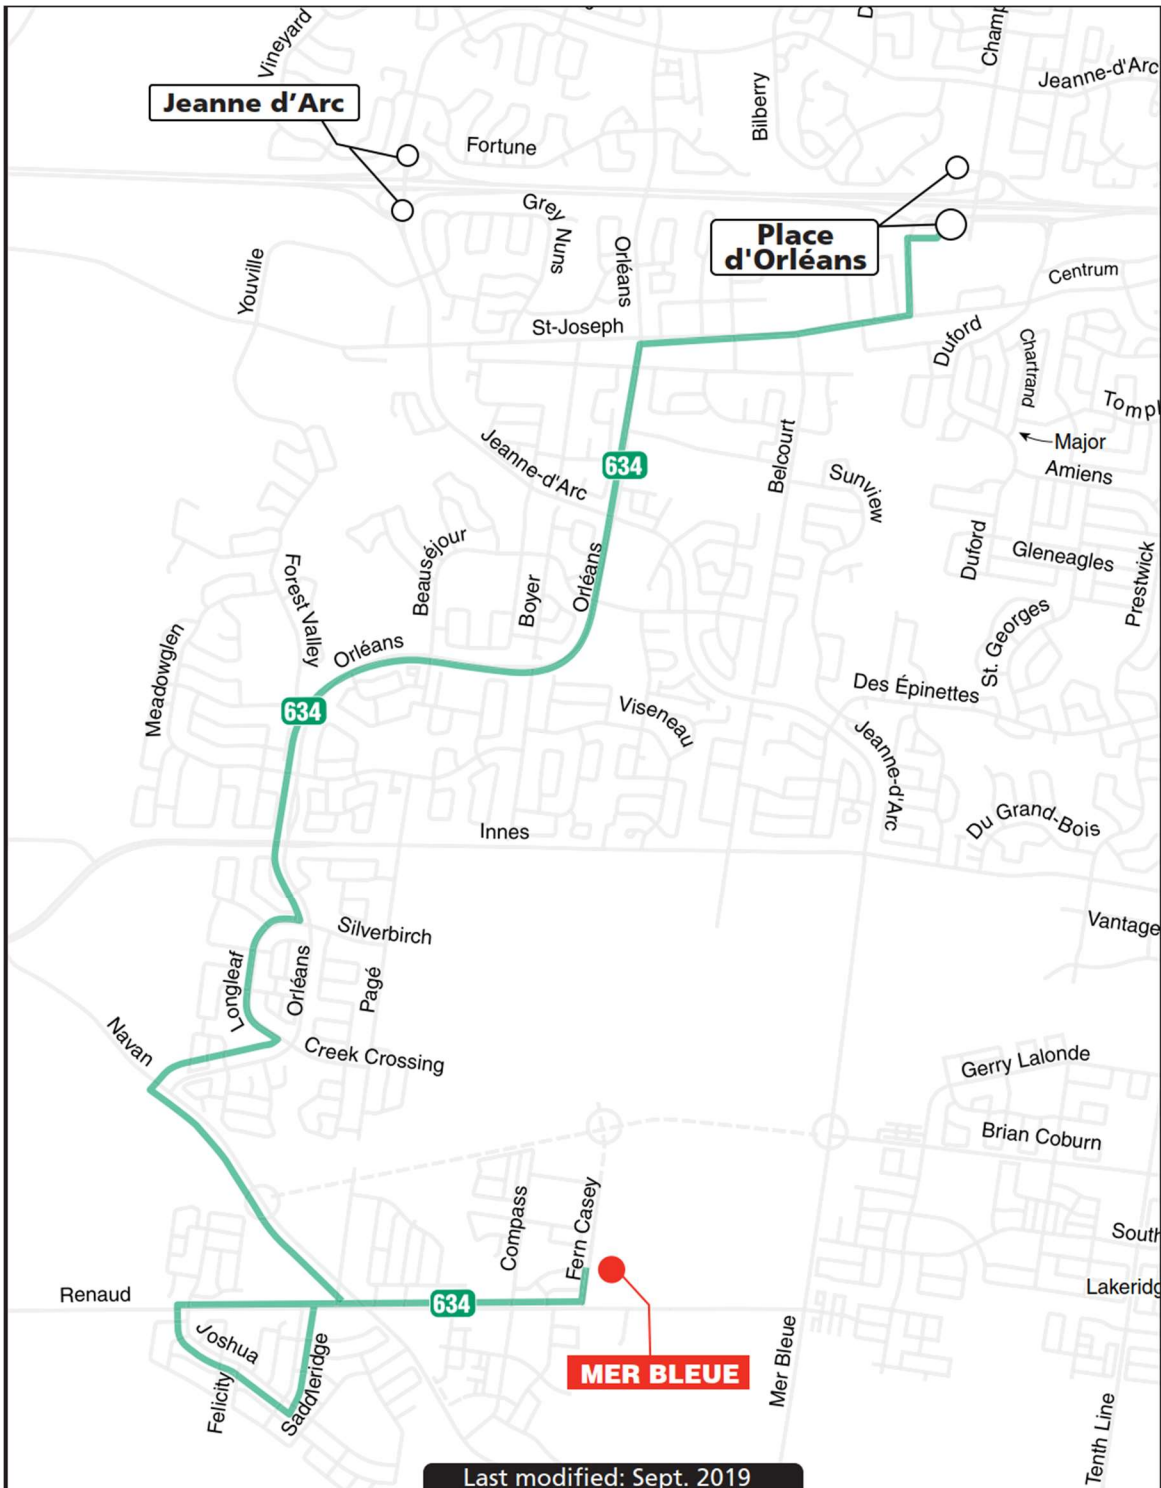 Vineyard
Champ
Jeanne-d'Arc
Jeanne d'Arc
Bilberry
Fortune
Grey Nuns
Place
d'Orléans
Orléans
Youville
Centrum
St-Joseph
Duford
Chartrand
Tompl
Major
Jeanne-d'Arc
634
Belcourt
Sunview
Amiens
Beauséjour
Duford
Gleneagles
Prestwick
Forest Valley
Boyer
Orléans
St. Georges
Meadowglen
Orléans
Des Épinettes
634
Viseneau
Jeanne-d'Arc
Innes
Du Grand-Bois
Silverbirch
Vantage
Longleaf
Orléans
Pagé
Navan
Creek Crossing
Gerry Lalonde
Brian Coburn
Compass
Fern Casey
South
Renaud
634
Lakeridg
Joshua
Saddleridge
Felicity
MER BLEUE
Mer Bleue
Tenth Line
Last modified: Sept. 2019